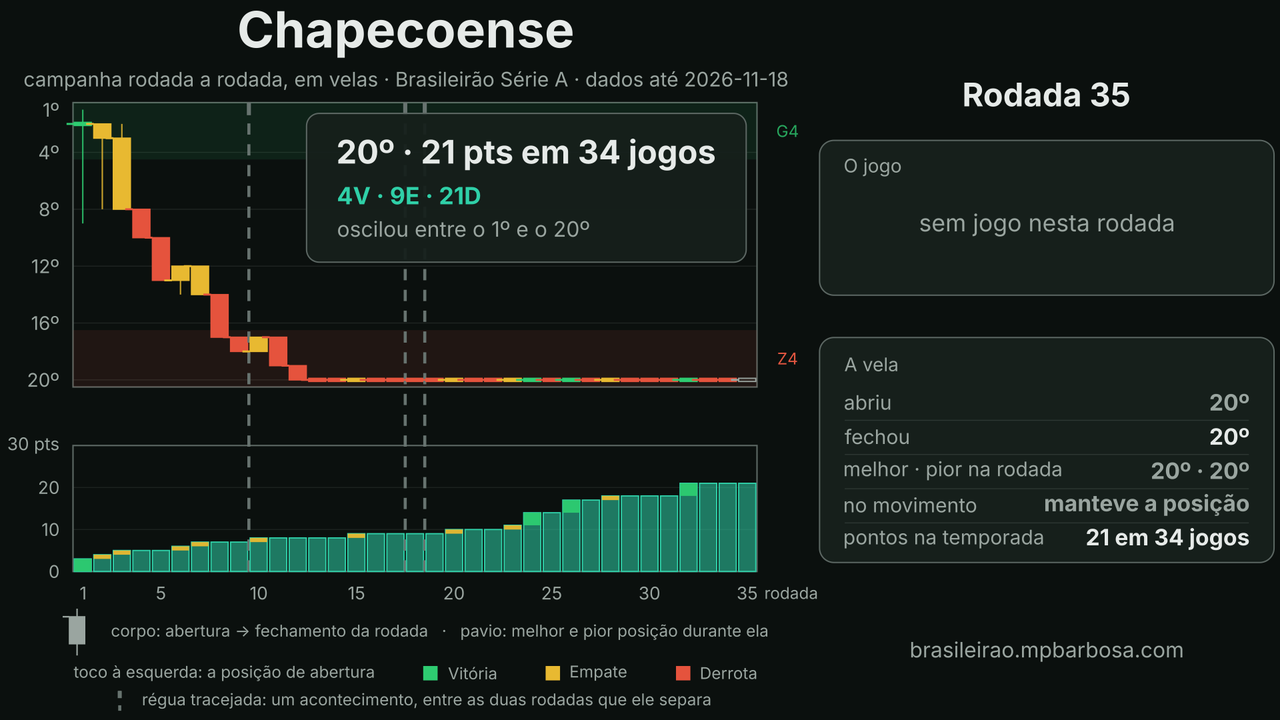 Chapecoense
campanha rodada a rodada, em velas · Brasileirão Série A · dados até 2026-11-18
1º
4º
8º
12º
16º
20º
G4
Z4
20º · 21 pts em 34 jogos
4V · 9E · 21D
oscilou entre o 1º e o 20º
30 pts
20
10
0
1 5 10 15 20 25 30 35 rodada
corpo: abertura → fechamento da rodada · pavio: melhor e pior posição durante ela
toco à esquerda: a posição de abertura
Vitória
Empate
Derrota
régua tracejada: um acontecimento, entre as duas rodadas que ele separa
Rodada 35
O jogo
sem jogo nesta rodada
A vela
abriu 20º
fechou 20º
melhor · pior na rodada 20º · 20º
no movimento manteve a posição
pontos na temporada 21 em 34 jogos
brasileirao.mpbarbosa.com